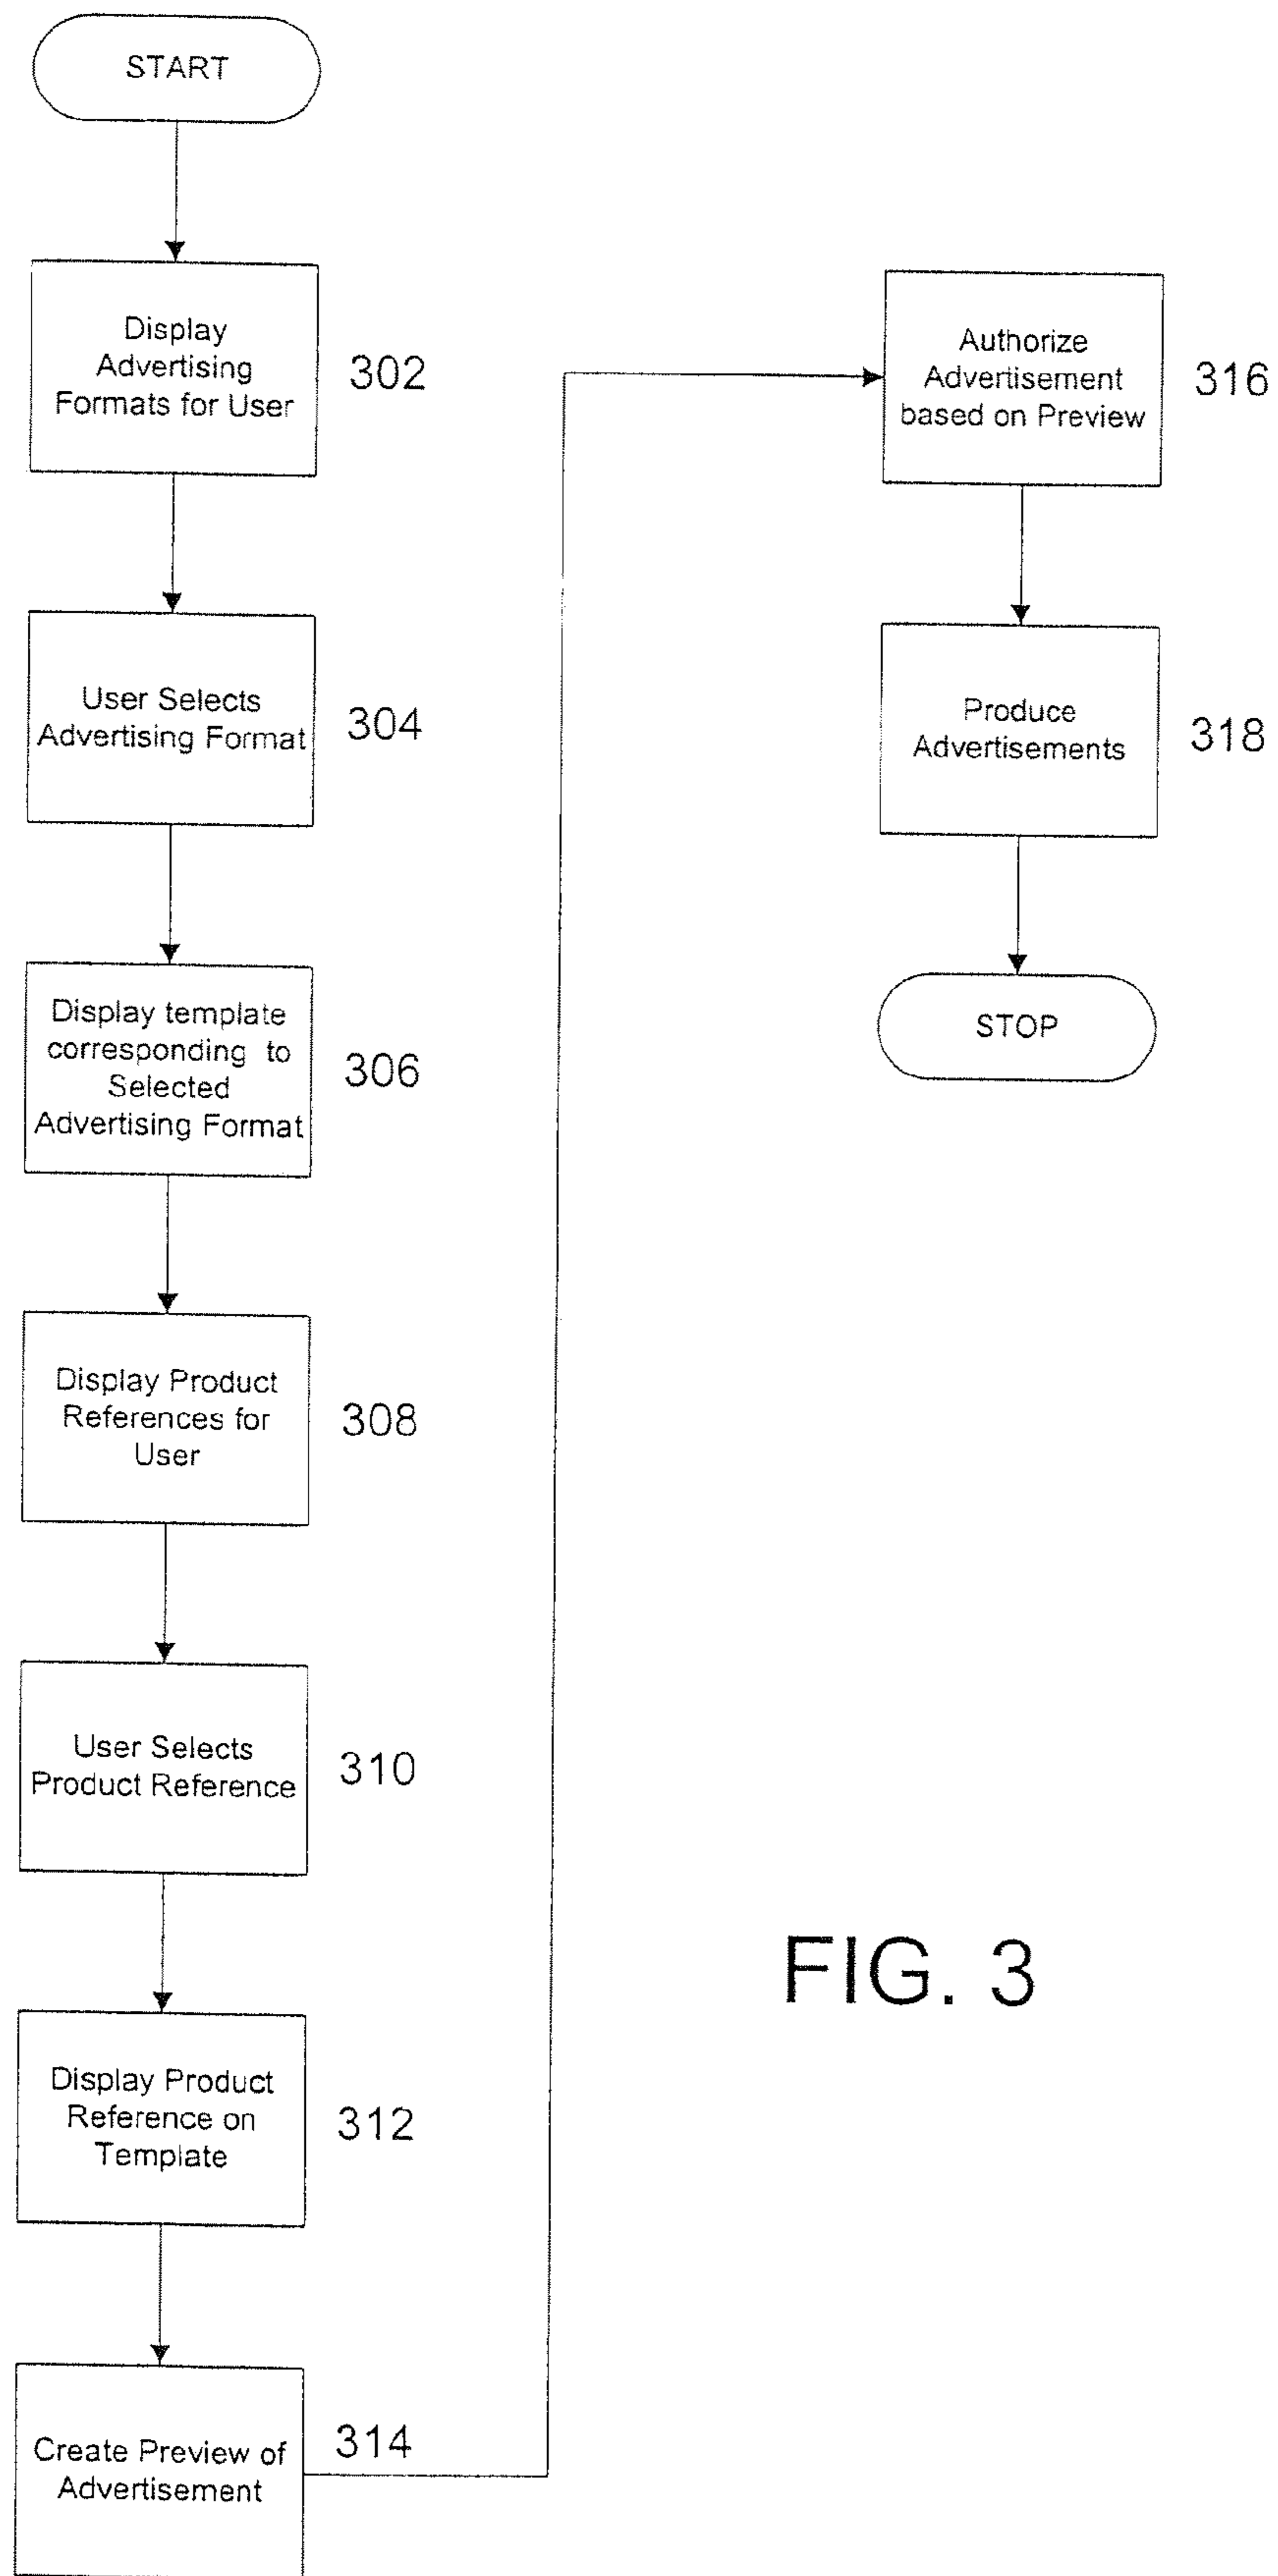 START
Display
Advertising
Formats for User
302
User Selects
Advertising Format
304
Display template
corresponding to
Selected
Advertising Format
306
Display Product
References for
User
308
User Selects
Product Reference
310
Display Product
Reference on
Template
312
Create Preview of
Advertisement
314
Authorize
Advertisement
based on Preview
316
Produce
Advertisements
318
STOP
FIG. 3